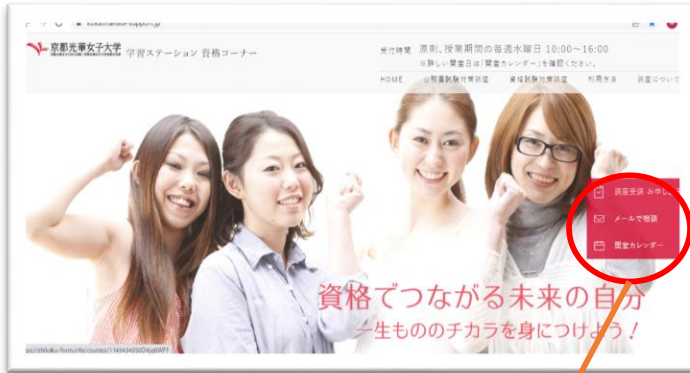 京都光華女子大学 学習ステーション 資格コーナー
受付時間 原則、授業期間の毎週水曜日 10:00～16:00
※詳しい開室日は「開室カレンダー」を確認ください。
HOME 公務員試験対策講座 資格試験対策講座 利用方法 講座について
講座受講 お申し
メールで相談
開室カレンダー
資格でつながる未来の自分
一生もののチカラを身につけよう！